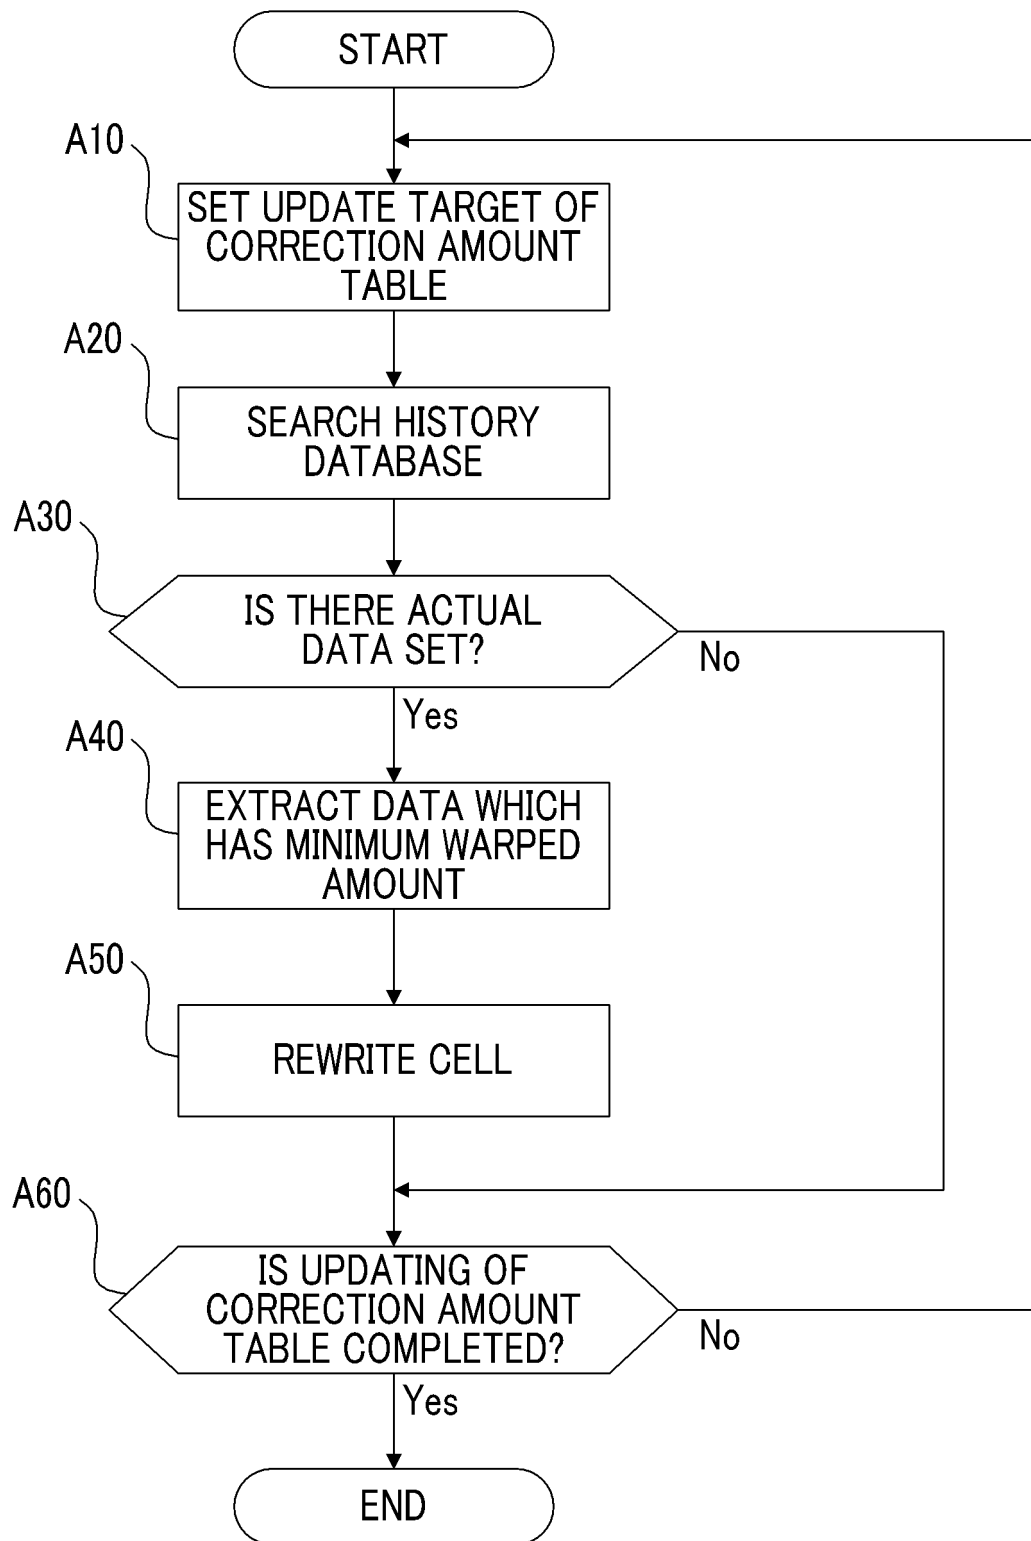 START
A10
SET UPDATE TARGET OF
CORRECTION AMOUNT
TABLE
A20
SEARCH HISTORY
DATABASE
A30
IS THERE ACTUAL
DATA SET?
No
Yes
A40
EXTRACT DATA WHICH
HAS MINIMUM WARPED
AMOUNT
A50
REWRITE CELL
A60
IS UPDATING OF
CORRECTION AMOUNT
TABLE COMPLETED?
No
Yes
END